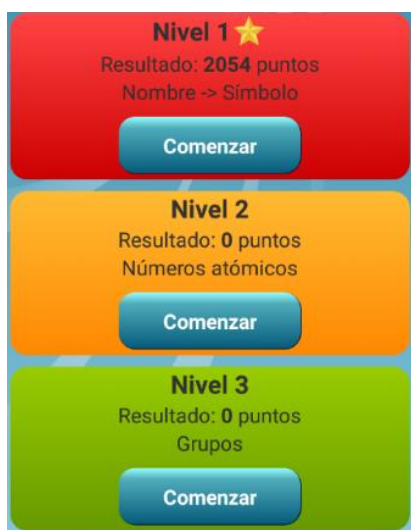 Nivel 1
Resultado: 2054 puntos
Nombre -> Símbolo
Comenzar
Nivel 2
Resultado: 0 puntos
Números atómicos
Comenzar
Nivel 3
Resultado: 0 puntos
Grupos
Comenzar